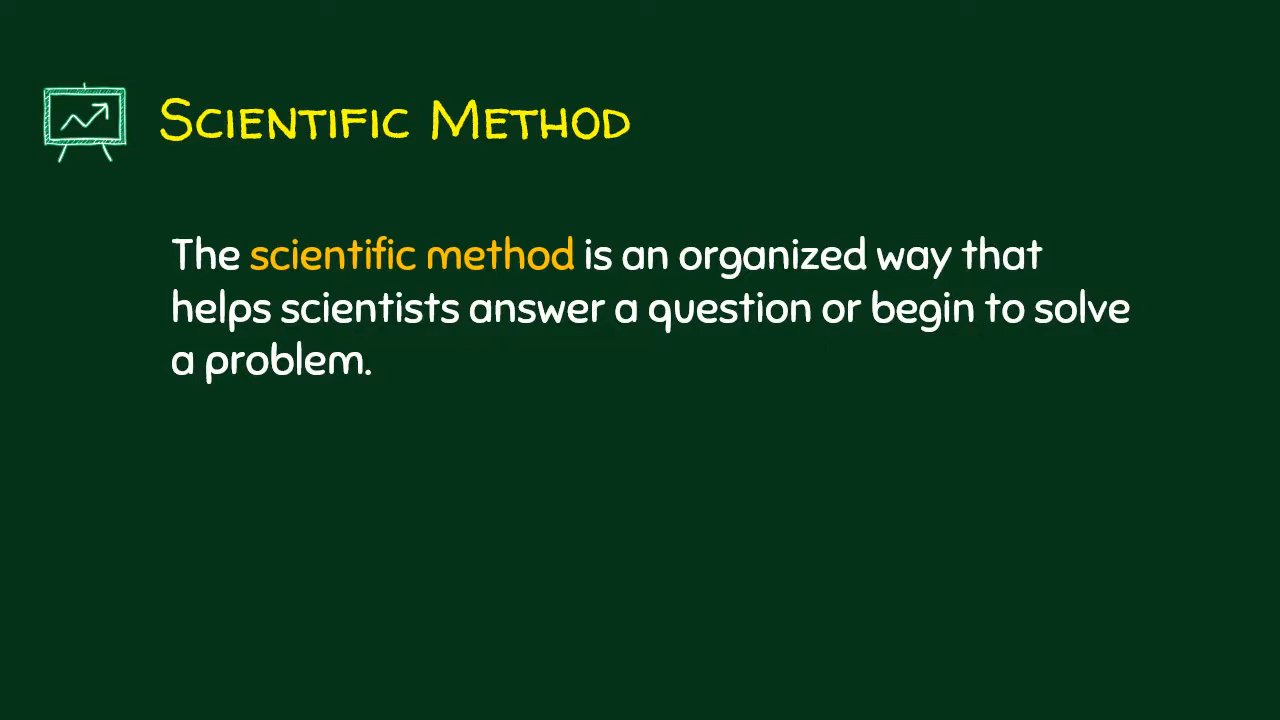 Scientific Method
The scientific method is an organized way that
helps scientists answer a question or begin to solve
a problem.